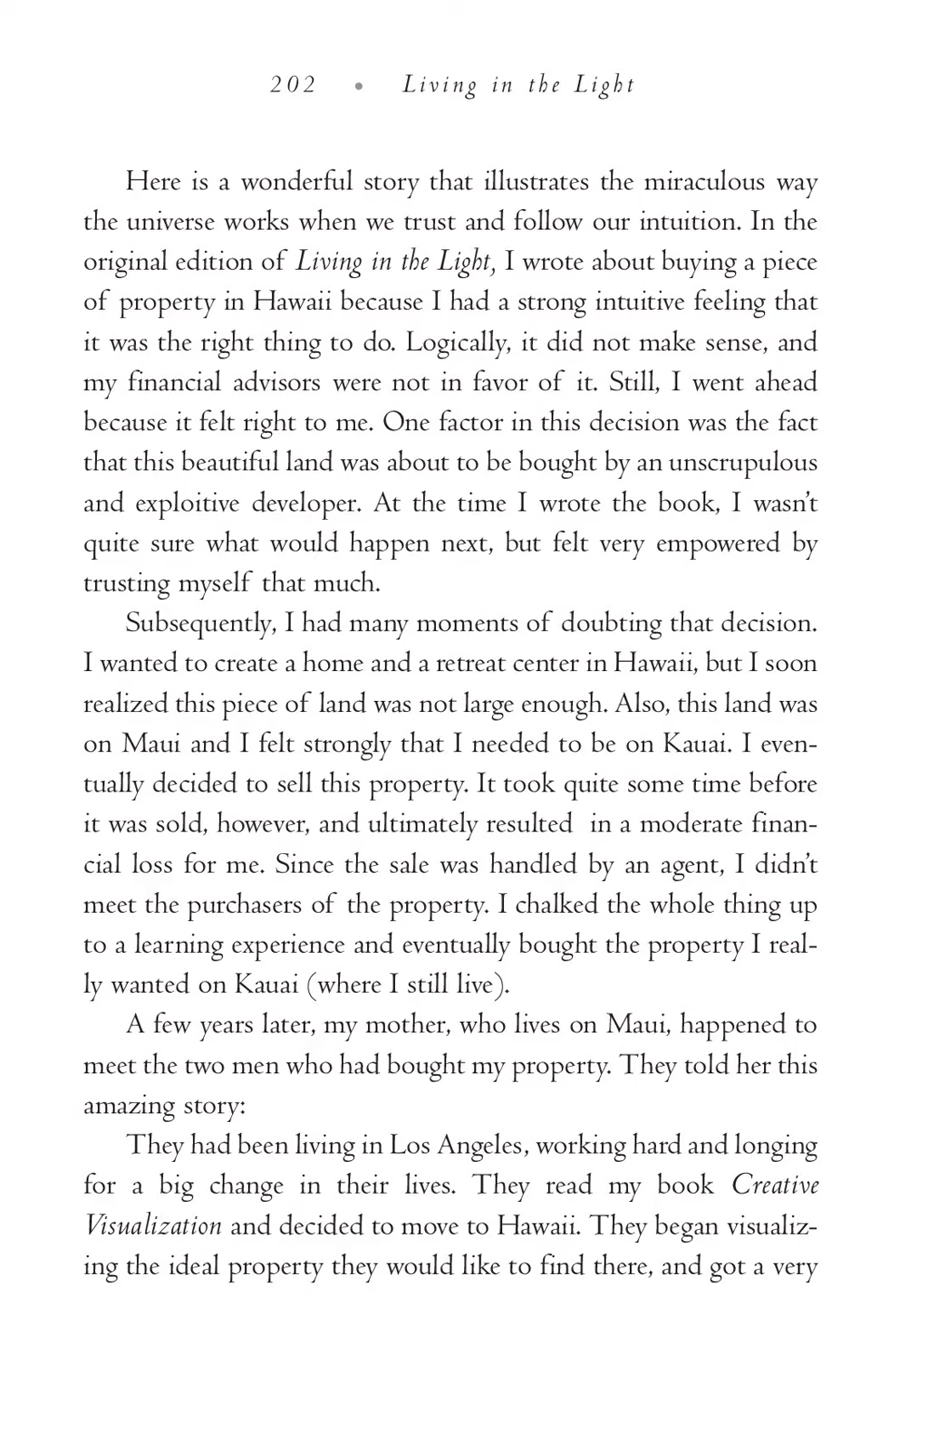 202 • Living in the Light
Here is a wonderful story that illustrates the miraculous way
the universe works when we trust and follow our intuition. In the
original edition of Living in the Light, I wrote about buying a piece
of property in Hawaii because I had a strong intuitive feeling that
it was the right thing to do. Logically, it did not make sense, and
my financial advisors were not in favor of it. Still, I went ahead
because it felt right to me. One factor in this decision was the fact
that this beautiful land was about to be bought by an unscrupulous
and exploitive developer. At the time I wrote the book, I wasn’t
quite sure what would happen next, but felt very empowered by
trusting myself that much.
Subsequently, I had many moments of doubting that decision.
I wanted to create a home and a retreat center in Hawaii, but I soon
realized this piece of land was not large enough. Also, this land was
on Maui and I felt strongly that I needed to be on Kauai. I even-
tually decided to sell this property. It took quite some time before
it was sold, however, and ultimately resulted in a moderate finan-
cial loss for me. Since the sale was handled by an agent, I didn’t
meet the purchasers of the property. I chalked the whole thing up
to a learning experience and eventually bought the property I real-
ly wanted on Kauai (where I still live).
A few years later, my mother, who lives on Maui, happened to
meet the two men who had bought my property. They told her this
amazing story:
They had been living in Los Angeles, working hard and longing
for a big change in their lives. They read my book Creative
Visualization and decided to move to Hawaii. They began visualiz-
ing the ideal property they would like to find there, and got a very